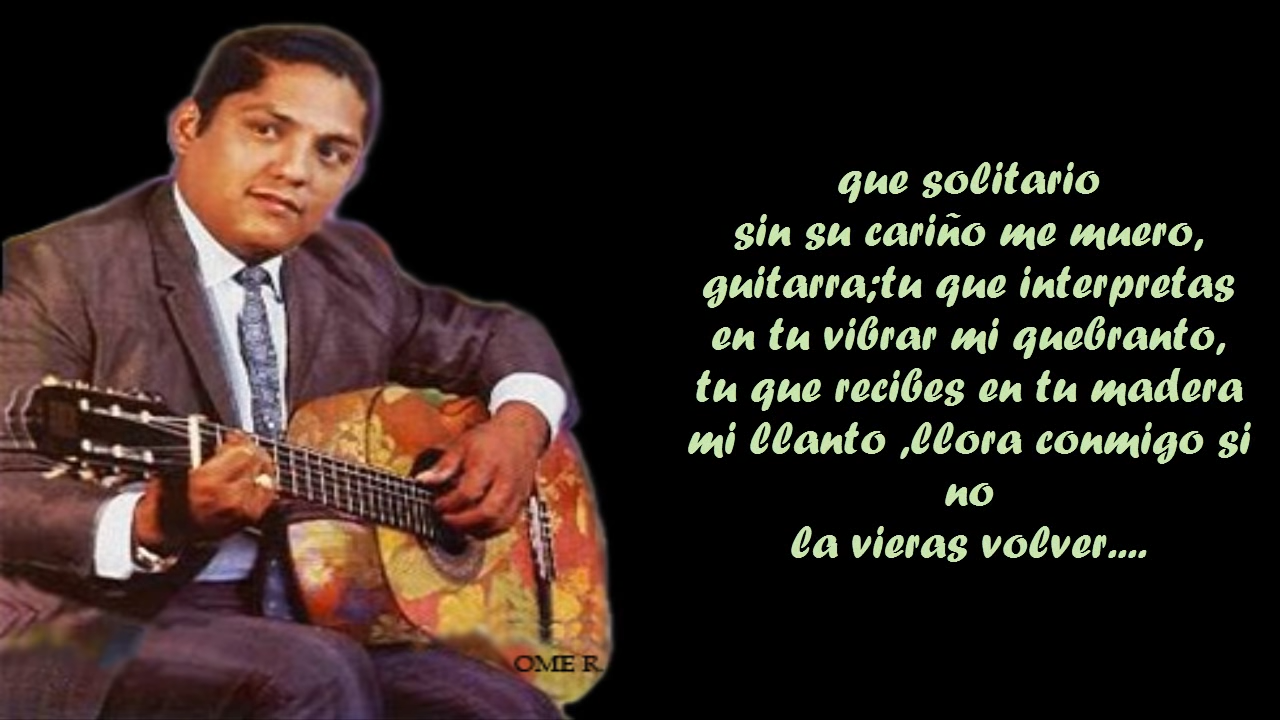 que solitario
sin su cariño me muero,
guitarra;tu que interpretas
en tu vibrar mi quebranto,
tu que recibes en tu madera
mi llanto ,llora conmigo si
no
la vieras volver....
OME R.